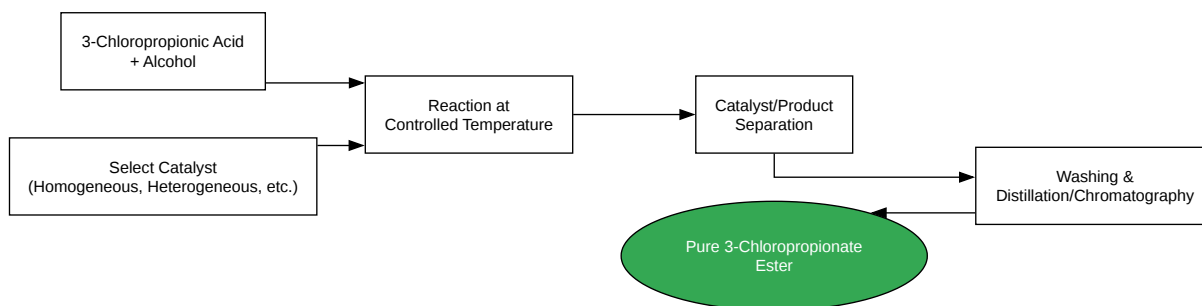 3-Chloropropionic Acid
+ Alcohol
Select Catalyst
(Homogeneous, Heterogeneous, etc.)
Reaction at
Controlled Temperature
Catalyst/Product
Separation
Washing &
Distillation/Chromatography
Pure 3-Chloropropionate
Ester